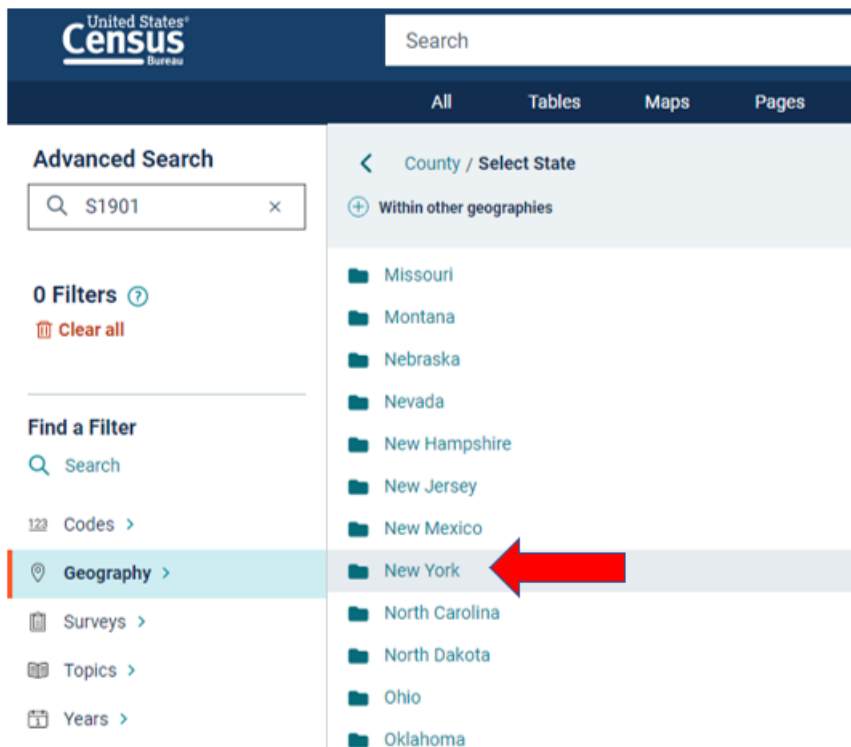 United States®
Census
Bureau
Search
All Tables Maps Pages
Advanced Search
S1901 ×
0 Filters ?
Clear all
Find a Filter
Search
123 Codes >
Geography >
Surveys >
Topics >
1 Years >
< County / Select State
+ Within other geographies
Missouri
Montana
Nebraska
Nevada
New Hampshire
New Jersey
New Mexico
New York
North Carolina
North Dakota
Ohio
Oklahoma